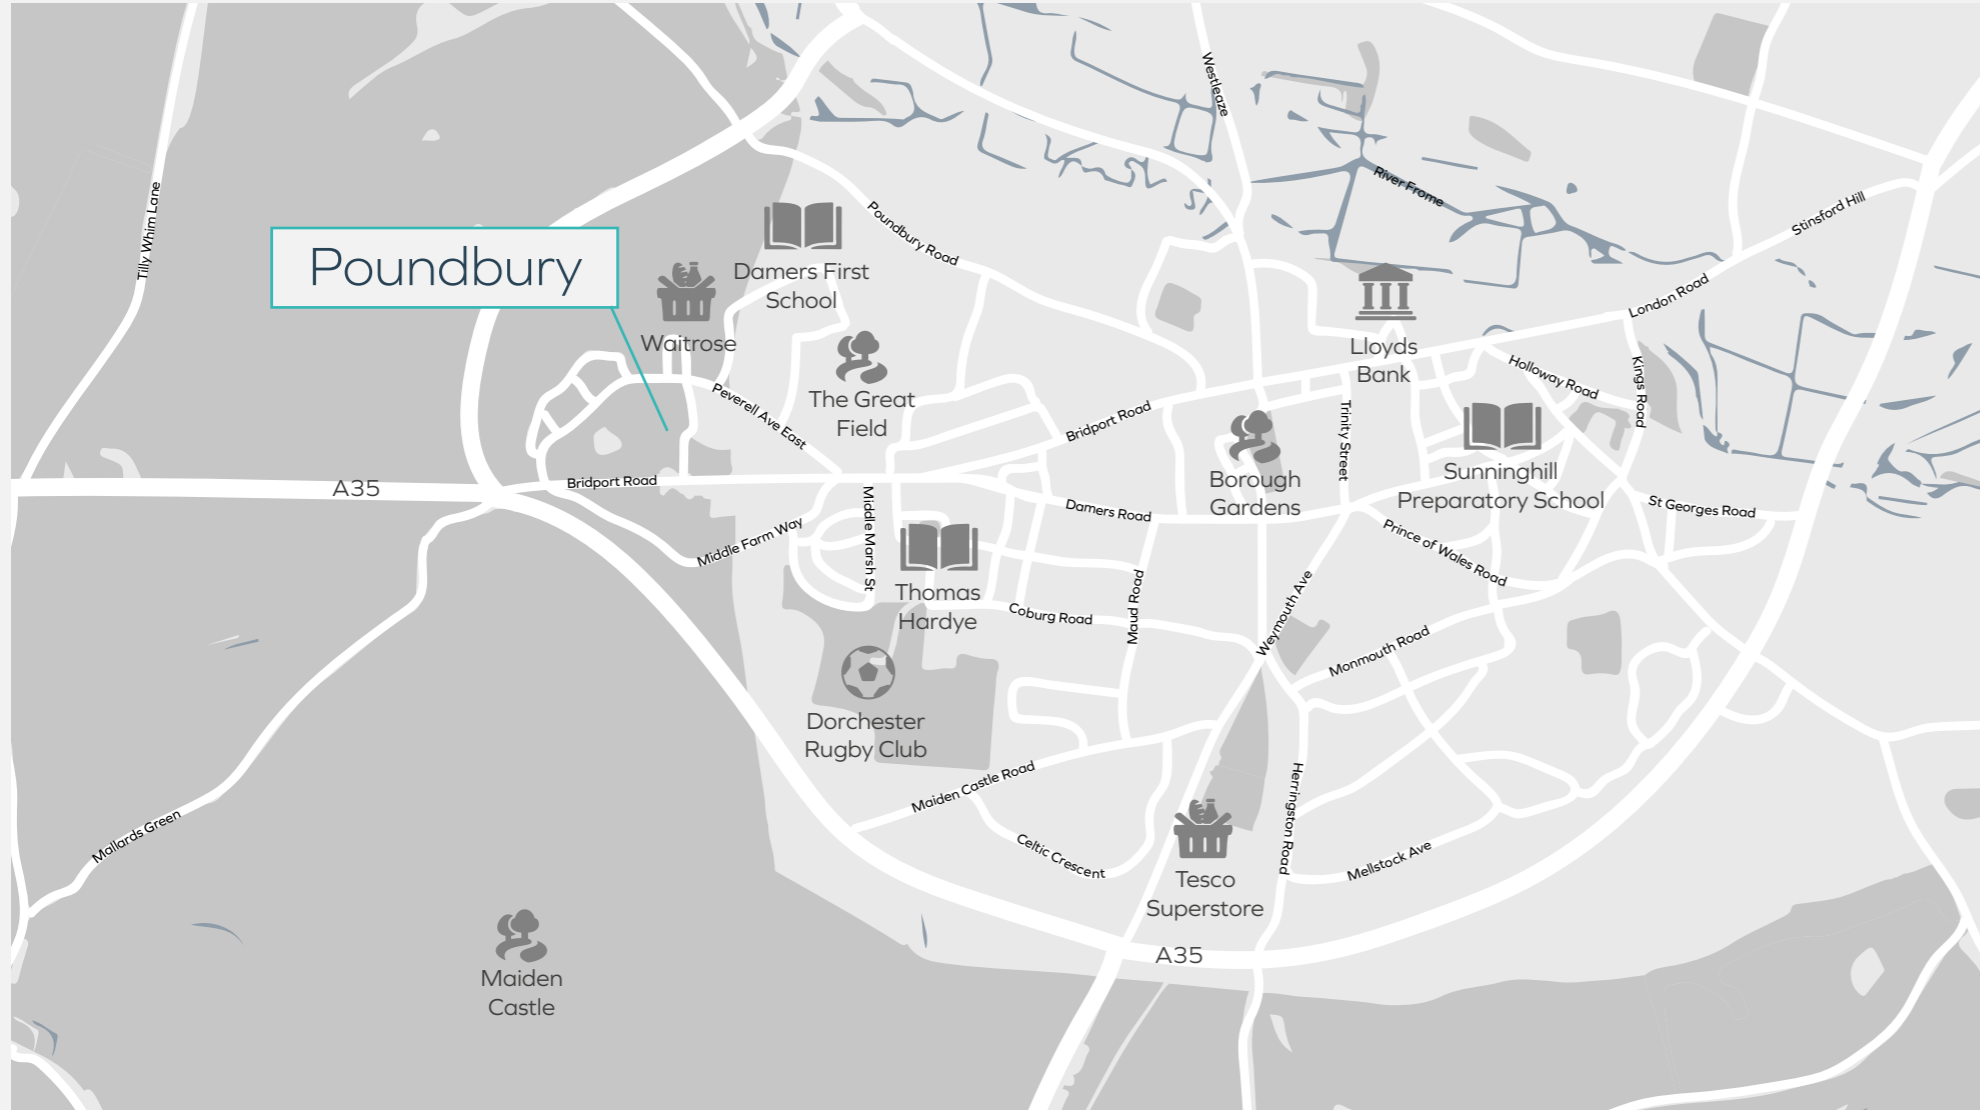 Westleaze
River Frome
Tilly Whim Lane
Poundbury Road
Stinsford Hill
Poundbury
Damers First
School
Waitrose
London Road
Lloyds
Bank
The Great
Field
Peverell Ave East
Holloway Road
Kings Road
Bridport Road
Trinity Street
Borough
Gardens
Sunninghill
Preparatory School
A35
Bridport Road
Middle Marsh St
Damers Road
St Georges Road
Middle Farm Way
Prince of Wales Road
Thomas
Hardye
Coburg Road
Maud Road
Weymouth Ave
Monmouth Road
Dorchester
Rugby Club
Maiden Castle Road
Herringston Road
Mallards Green
Celtic Crescent
Mellstock Ave
Tesco
Superstore
A35
Maiden
Castle